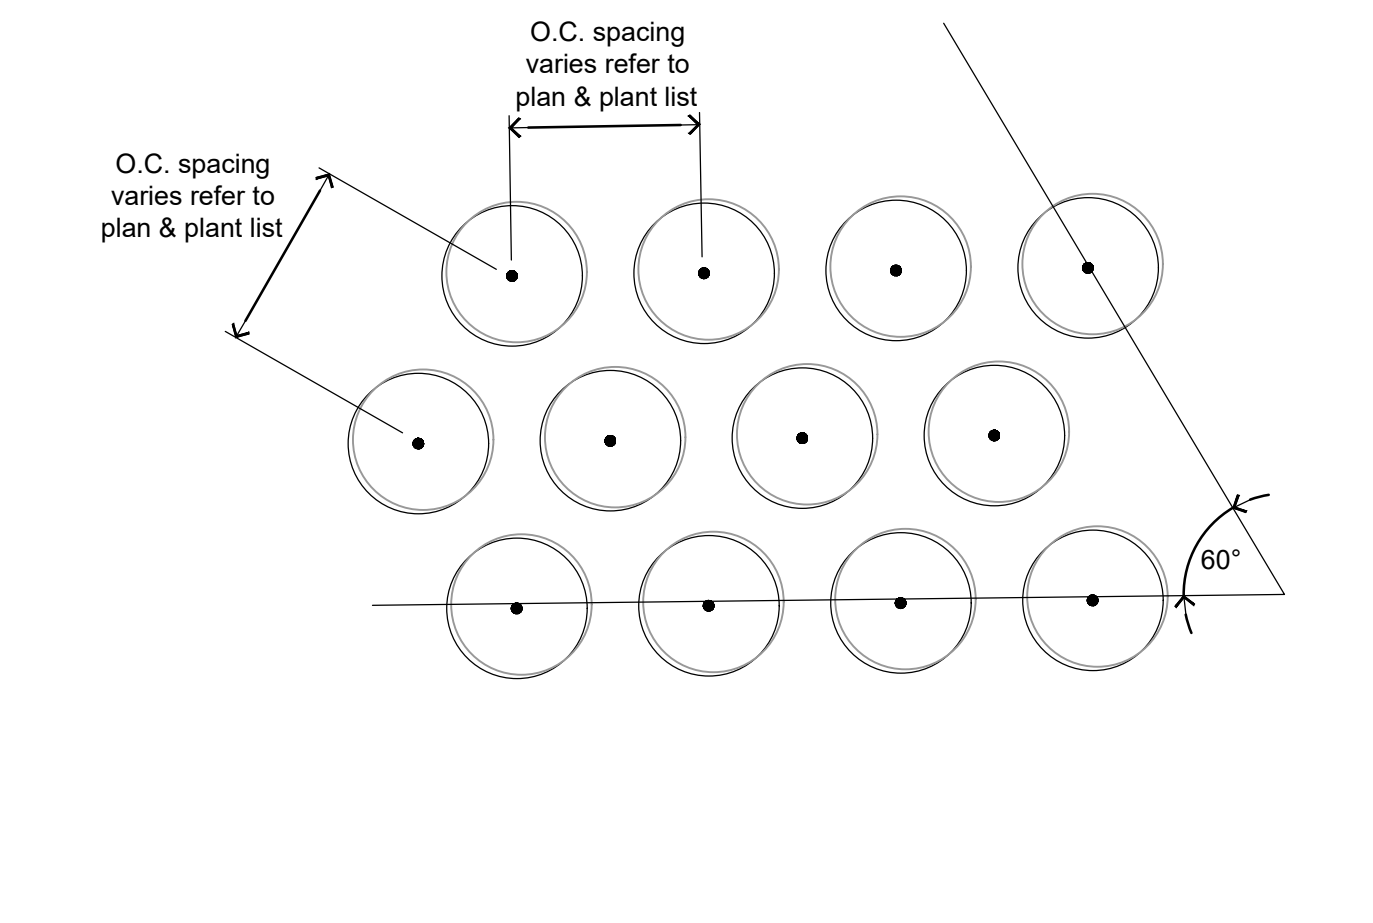 O.C. spacing
varies refer to
plan & plant list
O.C. spacing
varies refer to
plan & plant list
60°